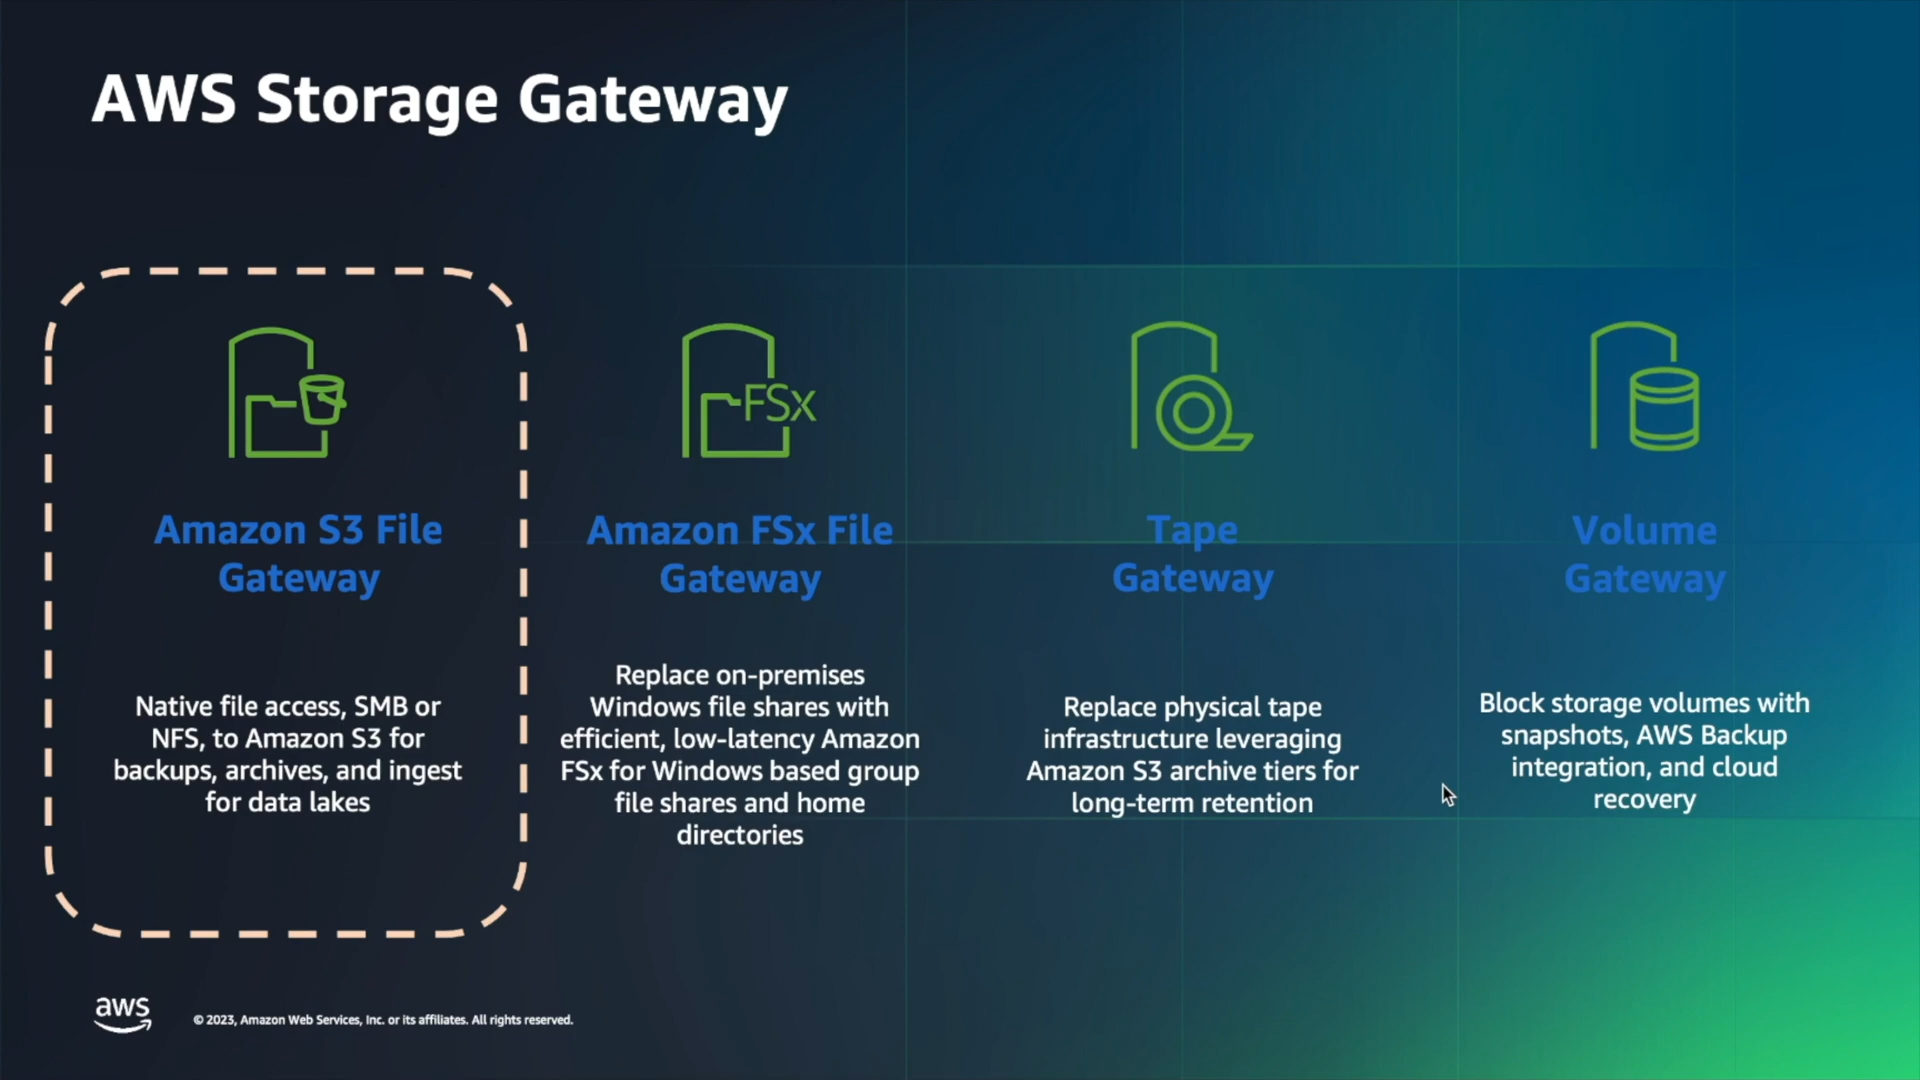 AWS Storage Gateway
Amazon S3 File
Gateway
Native file access, SMB or
NFS, to Amazon S3 for
backups, archives, and ingest
for data lakes
FSx
Amazon FSx File
Gateway
Replace on-premises
Windows file shares with
efficient, low-latency Amazon
FSx for Windows based group
file shares and home
directories
Tape
Gateway
Replace physical tape
infrastructure leveraging
Amazon S3 archive tiers for
long-term retention
Volume
Gateway
Block storage volumes with
snapshots, AWS Backup
integration, and cloud
recovery
aws
© 2023, Amazon Web Services, Inc. or its affiliates. All rights reserved.